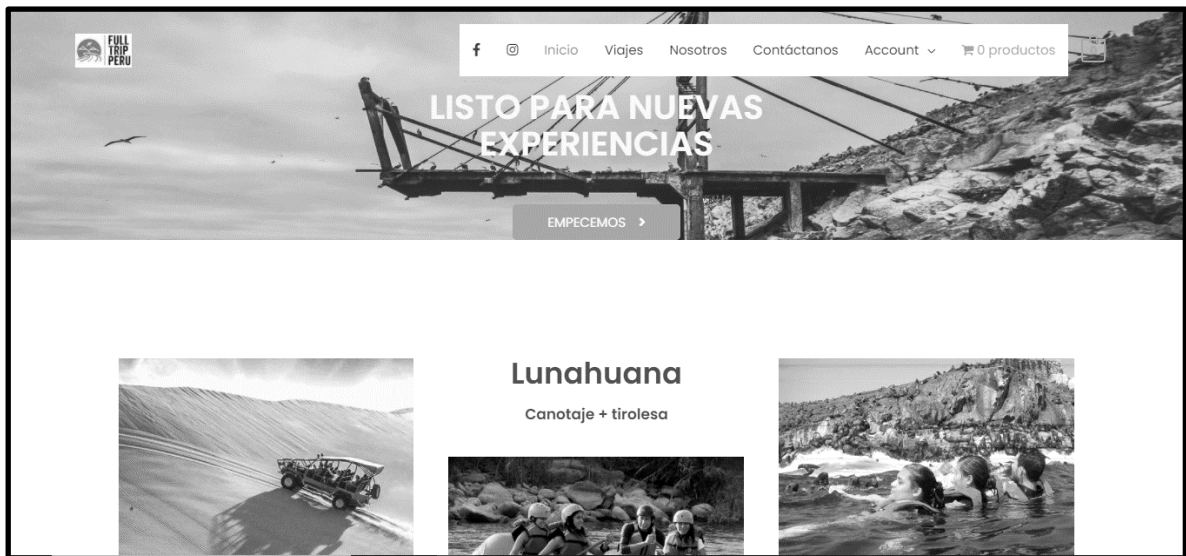 FULL
TRIP
PERU
Inicio Viajes Nosotros Contáctanos Account 0 productos
LISTO PARA NUEVAS
EXPERIENCIAS
EMPECEMOS
Lunahuana
Canotaje + tirolesa